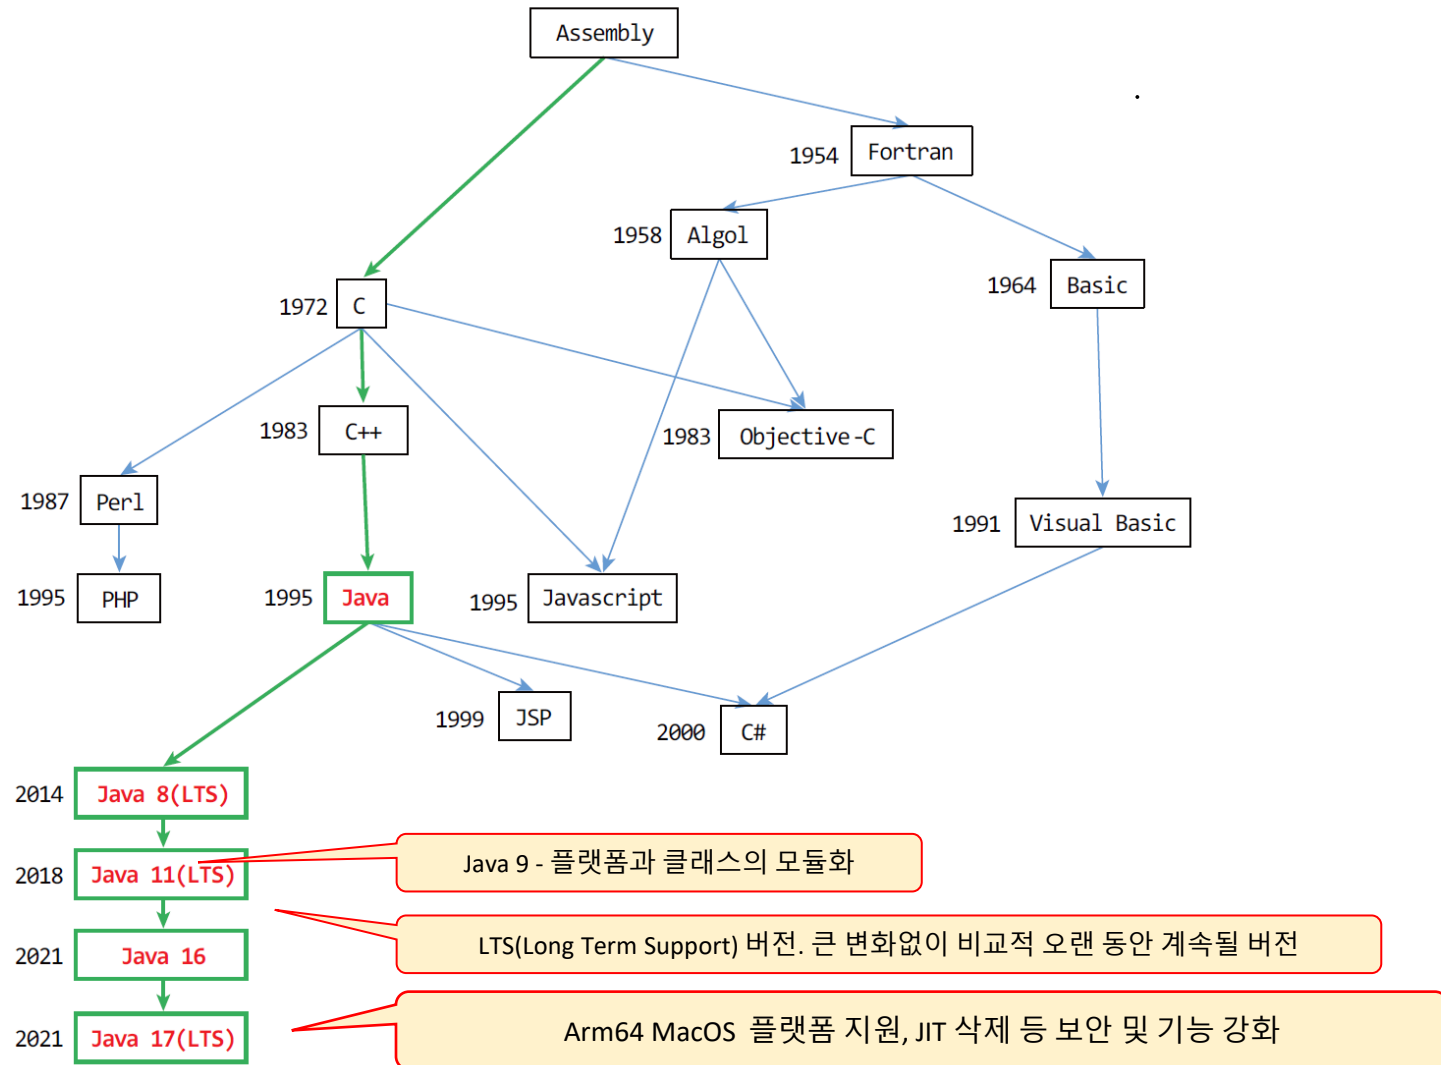 Assembly
.
1954 Fortran
1958 Algol
1964 Basic
1972 C
1983 C++
1983 Objective-C
1987 Perl
1991 Visual Basic
1995 PHP
1995 Java
1995 Javascript
1999 JSP
2000 C#
2014 Java 8(LTS)
Java 9 - 플랫폼과 클래스의 모듈화
2018 Java 11(LTS)
LTS(Long Term Support) 버전. 큰 변화없이 비교적 오랜 동안 계속될 버전
2021 Java 16
2021 Java 17(LTS)
Arm64 MacOS 플랫폼 지원, JIT 삭제 등 보안 및 기능 강화